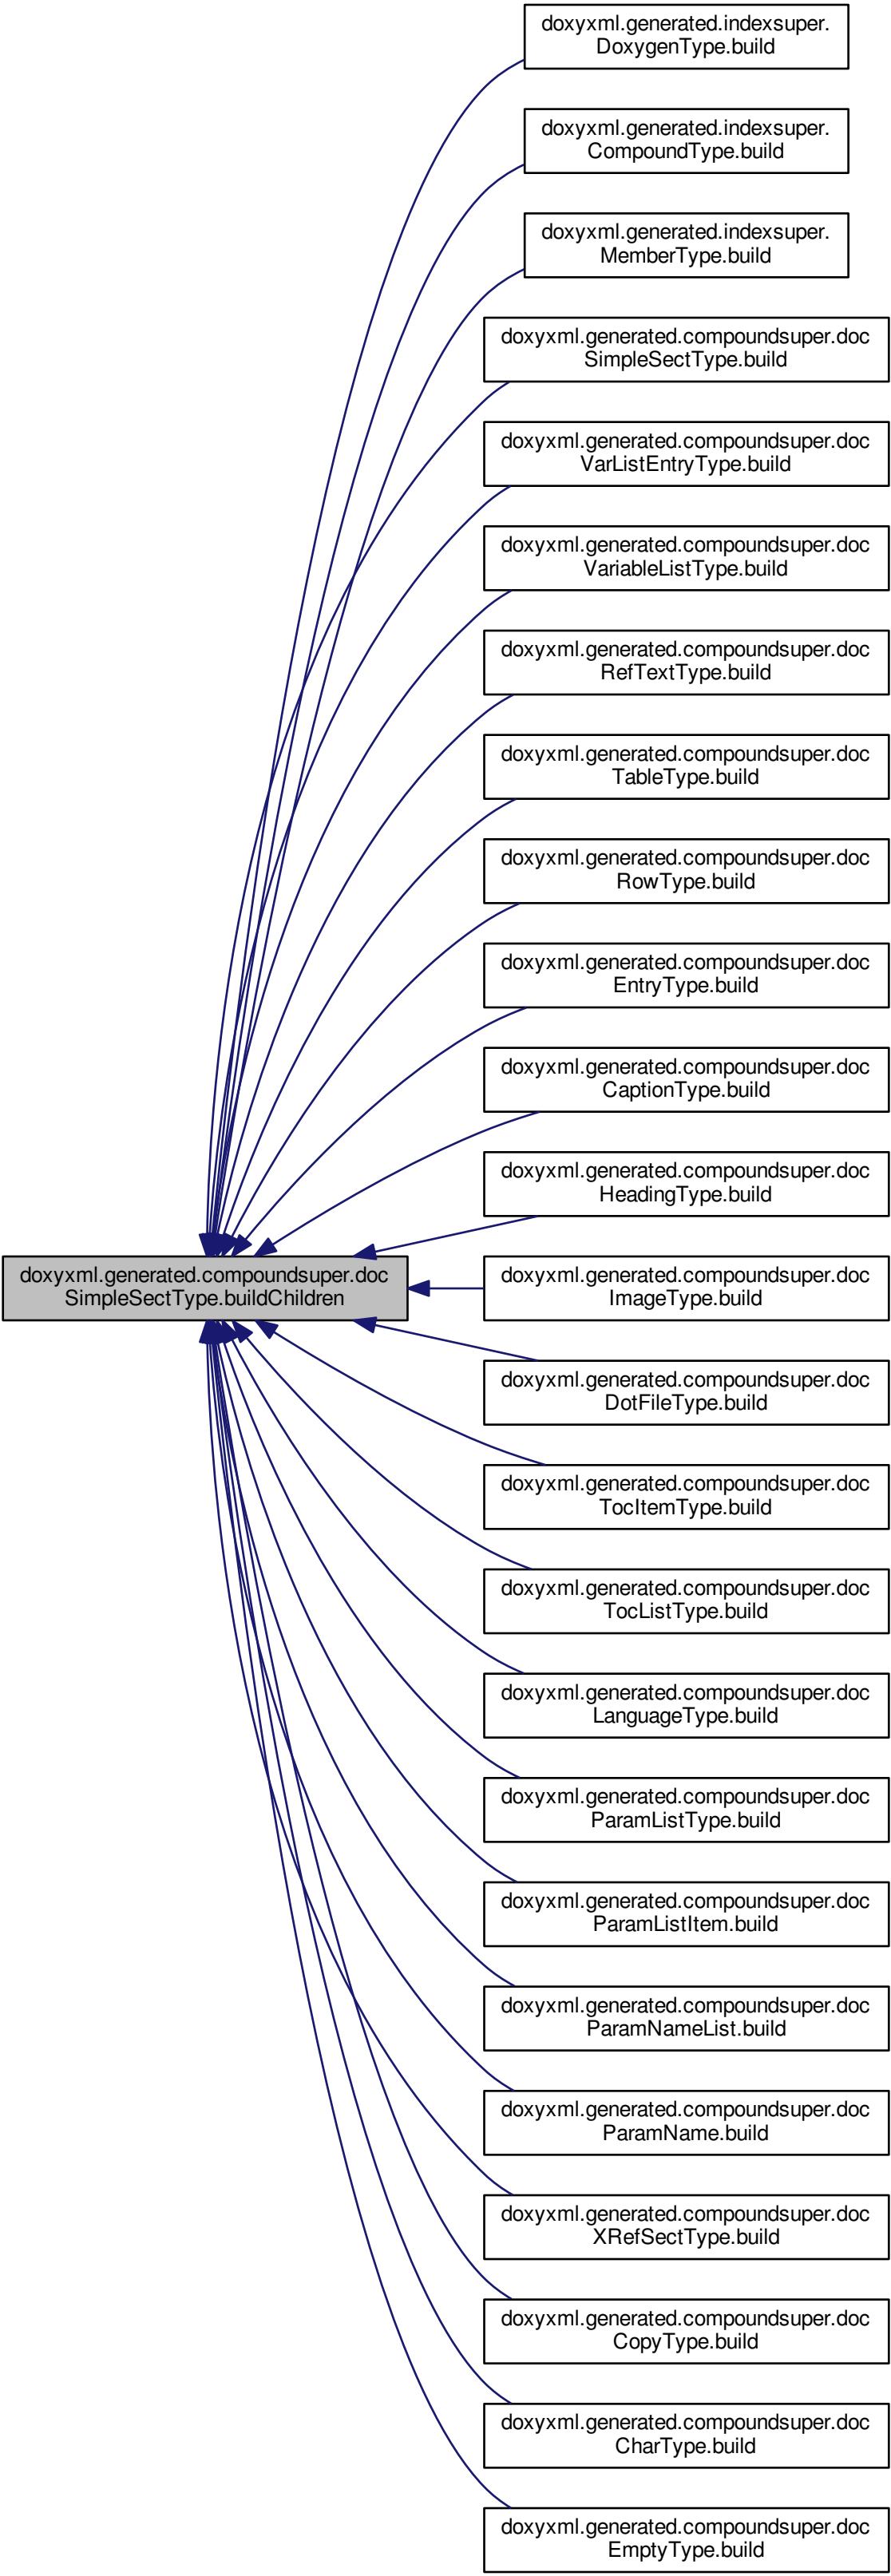 doxyxml.generated.indexsuper.
DoxygenType.build
doxyxml.generated.indexsuper.
CompoundType.build
doxyxml.generated.indexsuper.
MemberType.build
doxyxml.generated.compoundsuper.doc
SimpleSectType.build
doxyxml.generated.compoundsuper.doc
VarListEntryType.build
doxyxml.generated.compoundsuper.doc
VariableListType.build
doxyxml.generated.compoundsuper.doc
RefTextType.build
doxyxml.generated.compoundsuper.doc
TableType.build
doxyxml.generated.compoundsuper.doc
RowType.build
doxyxml.generated.compoundsuper.doc
EntryType.build
doxyxml.generated.compoundsuper.doc
CaptionType.build
doxyxml.generated.compoundsuper.doc
HeadingType.build
doxyxml.generated.compoundsuper.doc
SimpleSectType.buildChildren
doxyxml.generated.compoundsuper.doc
ImageType.build
doxyxml.generated.compoundsuper.doc
DotFileType.build
doxyxml.generated.compoundsuper.doc
TocItemType.build
doxyxml.generated.compoundsuper.doc
TocListType.build
doxyxml.generated.compoundsuper.doc
LanguageType.build
doxyxml.generated.compoundsuper.doc
ParamListType.build
doxyxml.generated.compoundsuper.doc
ParamListItem.build
doxyxml.generated.compoundsuper.doc
ParamNameList.build
doxyxml.generated.compoundsuper.doc
ParamName.build
doxyxml.generated.compoundsuper.doc
XRefSectType.build
doxyxml.generated.compoundsuper.doc
CopyType.build
doxyxml.generated.compoundsuper.doc
CharType.build
doxyxml.generated.compoundsuper.doc
EmptyType.build